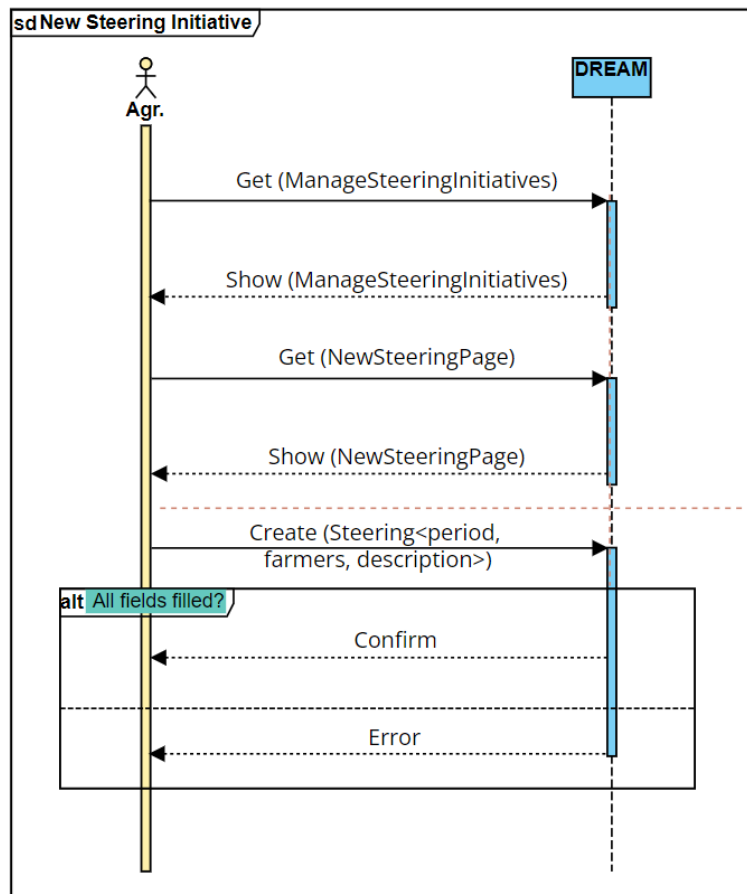 sd New Steering Initiative
Agr.
DREAM
Get (ManageSteeringInitiatives)
Show (ManageSteeringInitiatives)
Get (NewSteeringPage)
Show (NewSteeringPage)
Create (Steering<period,
farmers, description>)
alt All fields filled?
Confirm
Error